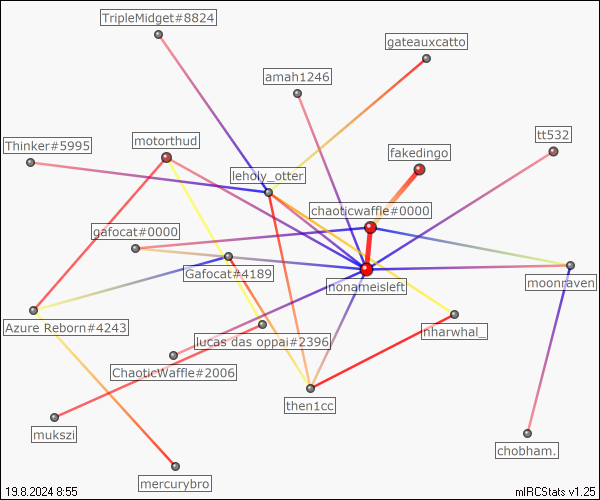 TripleMidget#8824
gateauxcatto
amah1246
motorthud
tt532
Thinker#5995
fakedingo
leholy_otter
chaoticwaffle#0000
gafocat#0000
Gafocat#4189
nonameisleft
moonraven
Azure Reborn#4243
nharwhal_
lucas das oppai#2396
ChaoticWaffle#2006
then1cc
mukszi
chobham.
mercurybro
19.8.2024 8:55
mIRCStats v1.25